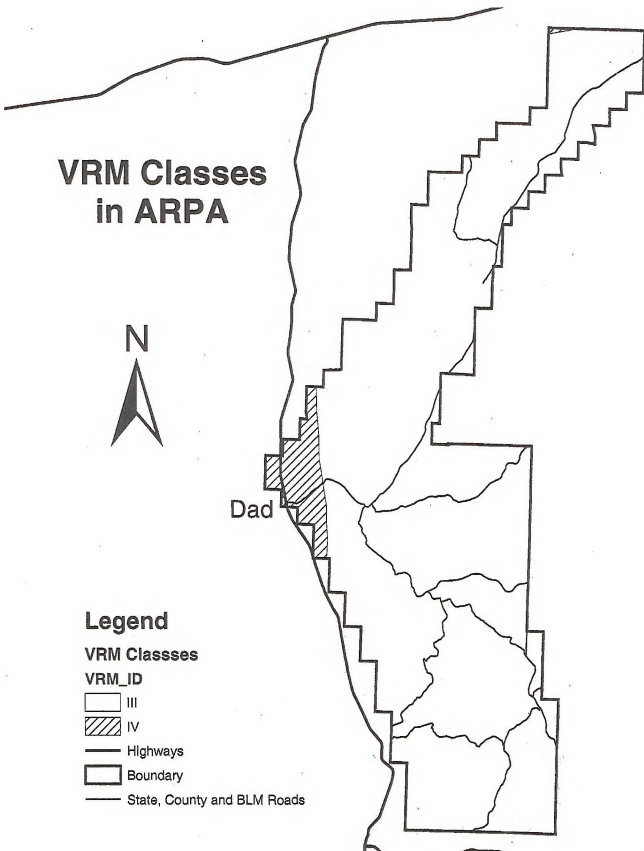 VRM Classes
in ARPA
N
Dad
Legend
VRM Classses
VRM_ID
III
IV
Highways
Boundary
State, County and BLM Roads